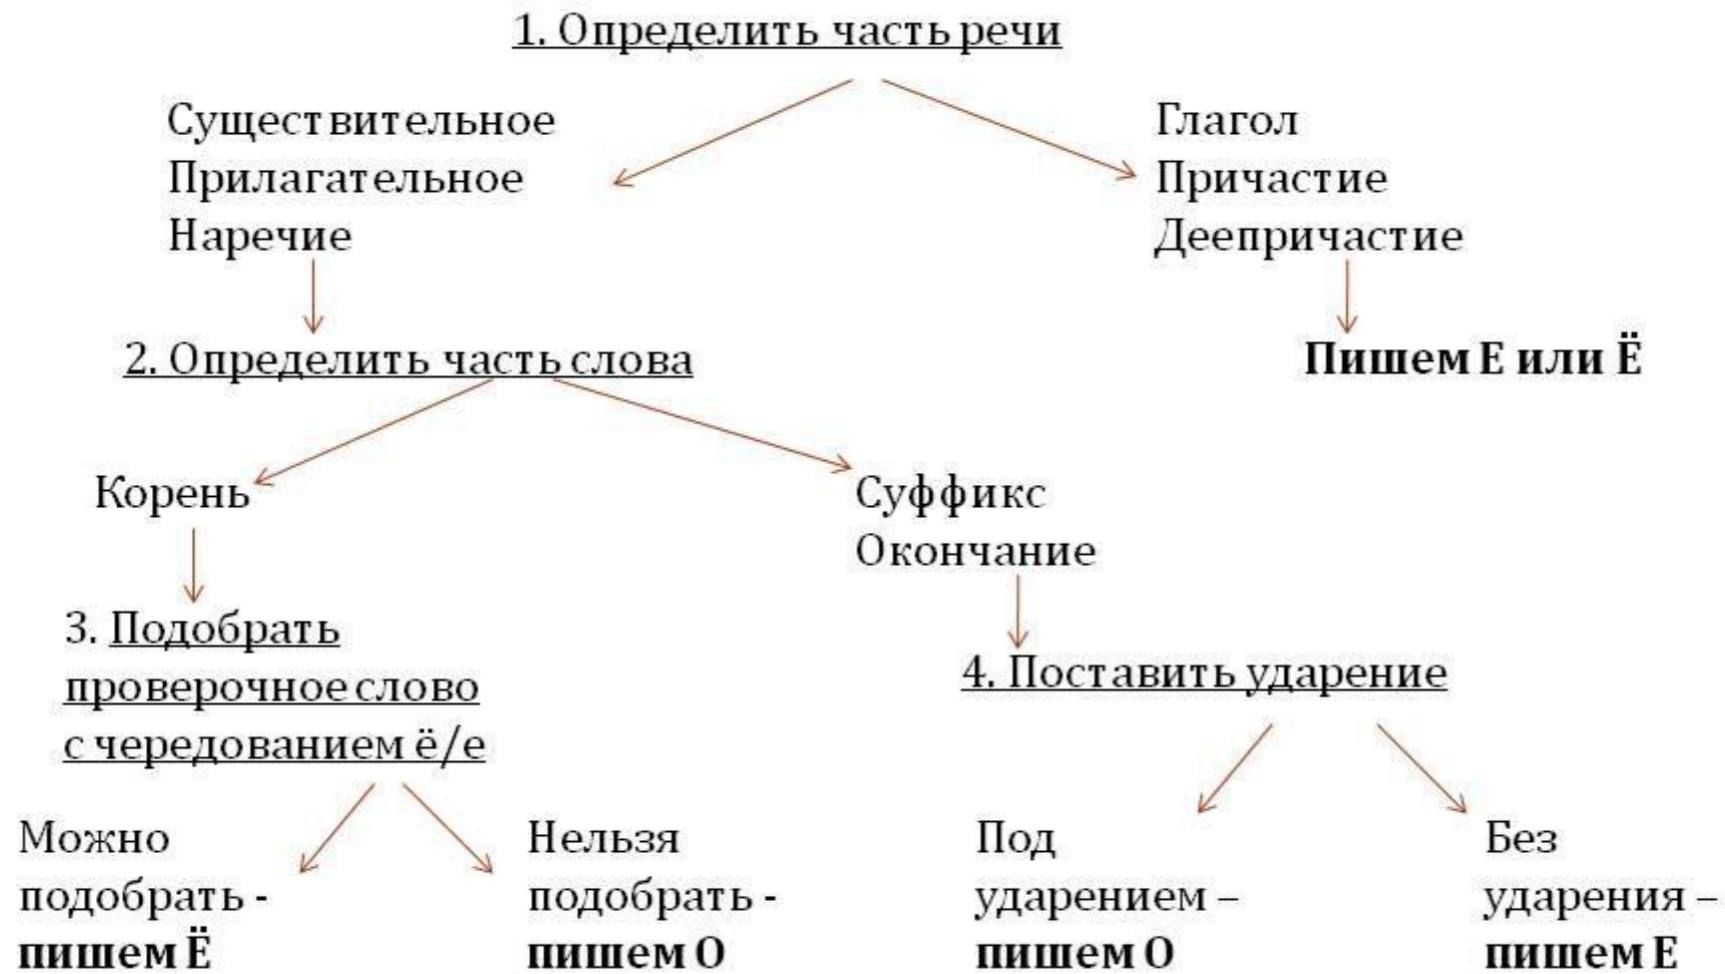 1. Определить часть речи
Существительное
Прилагательное
Наречие
Глагол
Причастие
Деепричастие
Пишем Е или Ё
2. Определить часть слова
Корень
Суффикс
Окончание
3. Подобрать
проверочное слово
с чередованием ё/е
4. Поставить ударение
Можно
подобрать -
пишем Ё
Нельзя
подобрать -
пишем О
Под
ударением –
пишем О
Без
ударения –
пишем Е